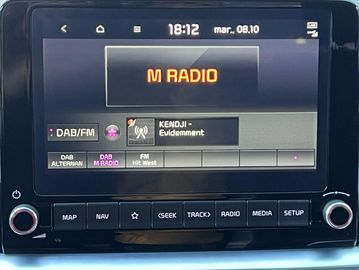 18:12 mar., 08.10
M RADIO
DAB/FM
KENDJI -
Evidemment
DAB
ALTERNAN
DAB
M RADIO
FM
Hit West
MAP NAV <SEEK TRACK> RADIO MEDIA SETUP